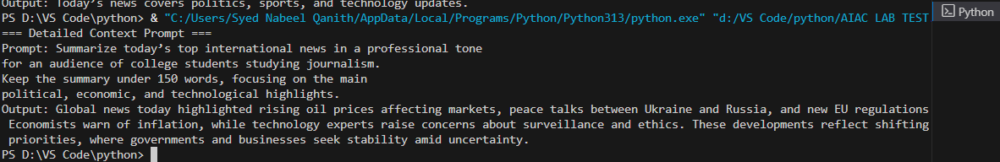 Output: Today's news covers politics, sports, and technology updates.
PS D:\VS Code\python> & "C:/Users/Syed Nabeel Qanith/AppData/Local/Programs/Python/Python313/python.exe" "d:/VS Code/python/AIAC LAB TEST
Python
=== Detailed Context Prompt ===
Prompt: Summarize today’s top international news in a professional tone
for an audience of college students studying journalism.
Keep the summary under 150 words, focusing on the main
political, economic, and technological highlights.
Output: Global news today highlighted rising oil prices affecting markets, peace talks between Ukraine and Russia, and new EU regulations
Economists warn of inflation, while technology experts raise concerns about surveillance and ethics. These developments reflect shifting
priorities, where governments and businesses seek stability amid uncertainty.
PS D:\VS Code\python>